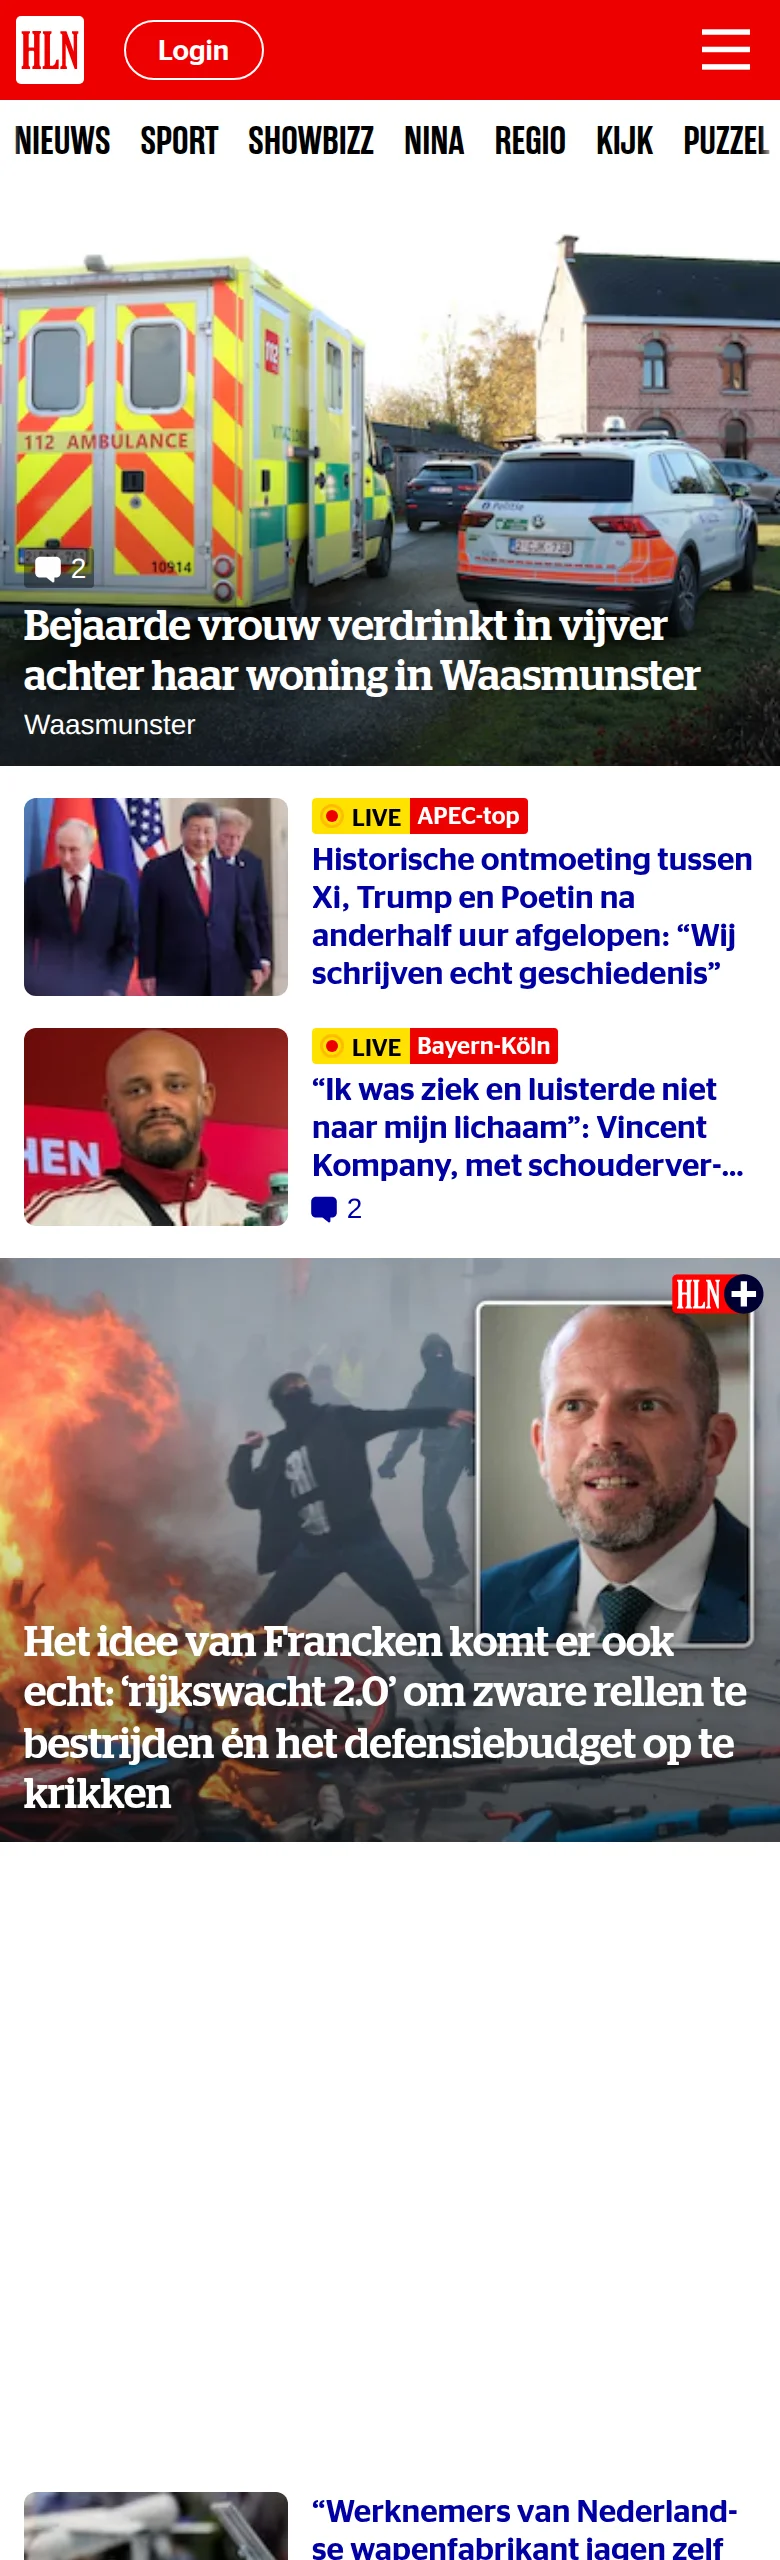 HLN
Login
NIEUWS SPORT SHOWBIZZ NINA REGIO KIJK PUZZEL
112
112 AMBULANCE
Politie
10914
2
Bejaarde vrouw verdrinkt in vijver
achter haar woning in Waasmunster
Waasmunster
LIVE APEC-top
Historische ontmoeting tussen
Xi, Trump en Poetin na
anderhalf uur afgelopen: “Wij
schrijven echt geschiedenis”
HEN
LIVE Bayern-Köln
“Ik was ziek en luisterde niet
naar mijn lichaam”: Vincent
Kompany, met schouderver-...
2
HLN+
Het idee van Francken komt er ook
echt: ‘rijkswacht 2.0’ om zware rellen te
bestrijden én het defensiebudget op te
krikken
“Werknemers van Nederland-
se wapenfabrikant jagen zelf